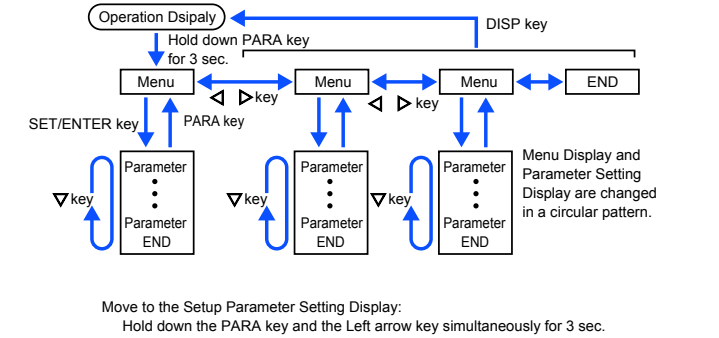 Operation Dsipaly
DISP key
Hold down PARA key
for 3 sec.
Menu
Menu
Menu
END
key
key
SET/ENTER key
PARA key
Parameter
Parameter
END
key
Parameter
Parameter
END
key
Parameter
Parameter
END
key
Menu Display and
Parameter Setting
Display are changed
in a circular pattern.
Move to the Setup Parameter Setting Display:
Hold down the PARA key and the Left arrow key simultaneously for 3 sec.